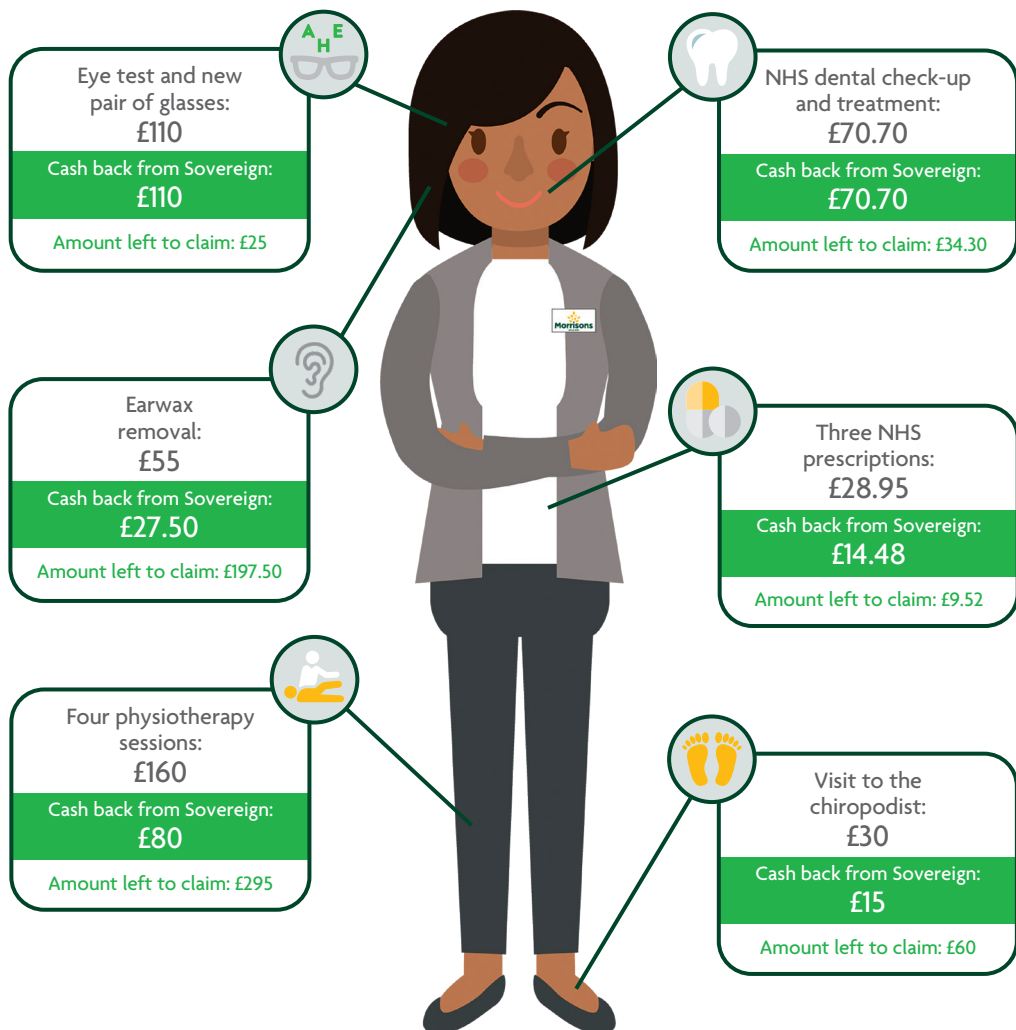 A E
H
Eye test and new
pair of glasses:
£110
Cash back from Sovereign:
£110
Amount left to claim: £25
NHS dental check-up
and treatment:
£70.70
Cash back from Sovereign:
£70.70
Amount left to claim: £34.30
Morrisons
Earwax
removal:
£55
Cash back from Sovereign:
£27.50
Amount left to claim: £197.50
Three NHS
prescriptions:
£28.95
Cash back from Sovereign:
£14.48
Amount left to claim: £9.52
Four physiotherapy
sessions:
£160
Cash back from Sovereign:
£80
Amount left to claim: £295
Visit to the
chiropodist:
£30
Cash back from Sovereign:
£15
Amount left to claim: £60